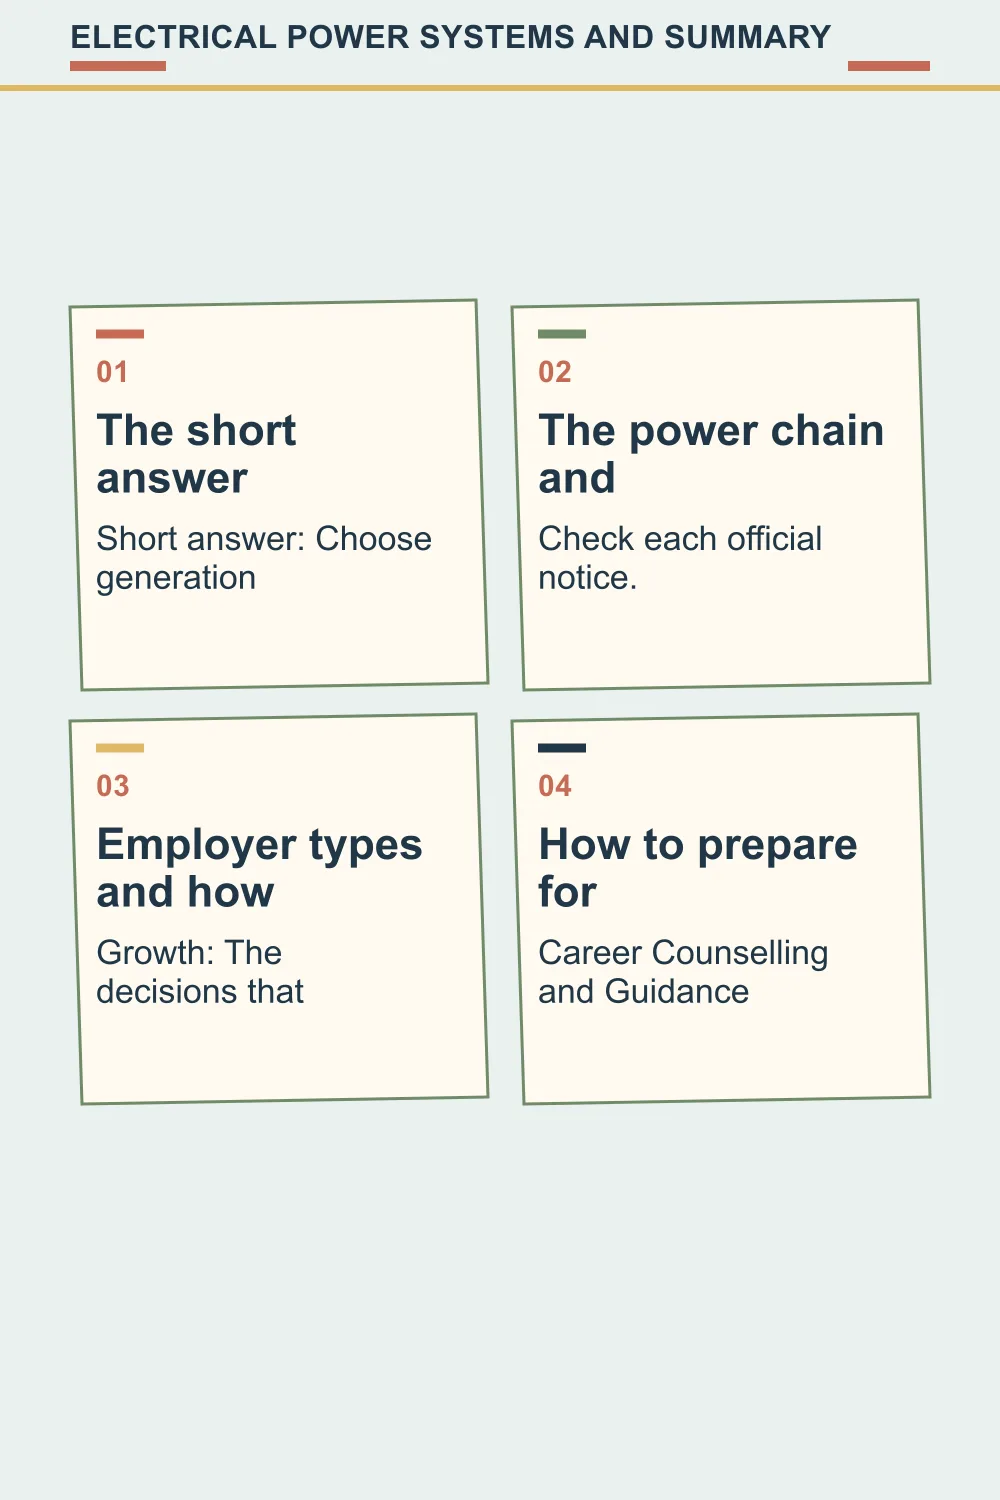 ELECTRICAL POWER SYSTEMS AND SUMMARY
01
The short
answer
Short answer: Choose
generation
02
The power chain
and
Check each official
notice.
03
Employer types
and how
Growth: The
decisions that
04
How to prepare
for
Career Counselling
and Guidance